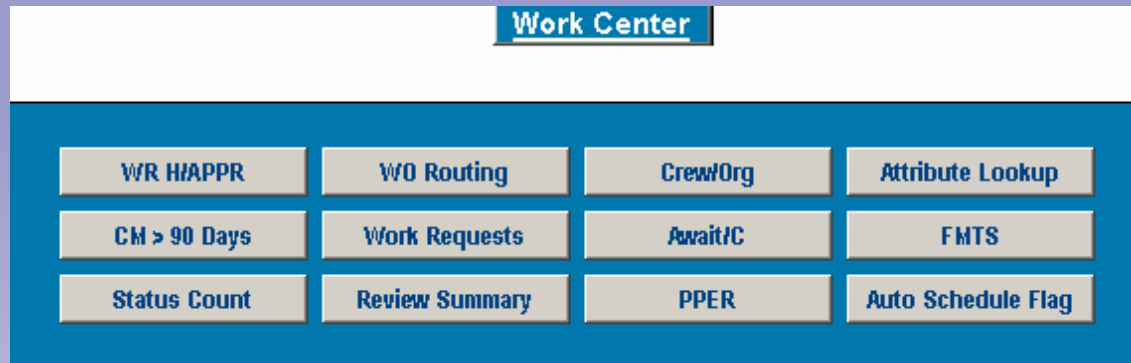 Work Center
WR H/APPR WO Routing Crew/Org Attribute Lookup
CM > 90 Days Work Requests Await/C FMTS
Status Count Review Summary PPER Auto Schedule Flag